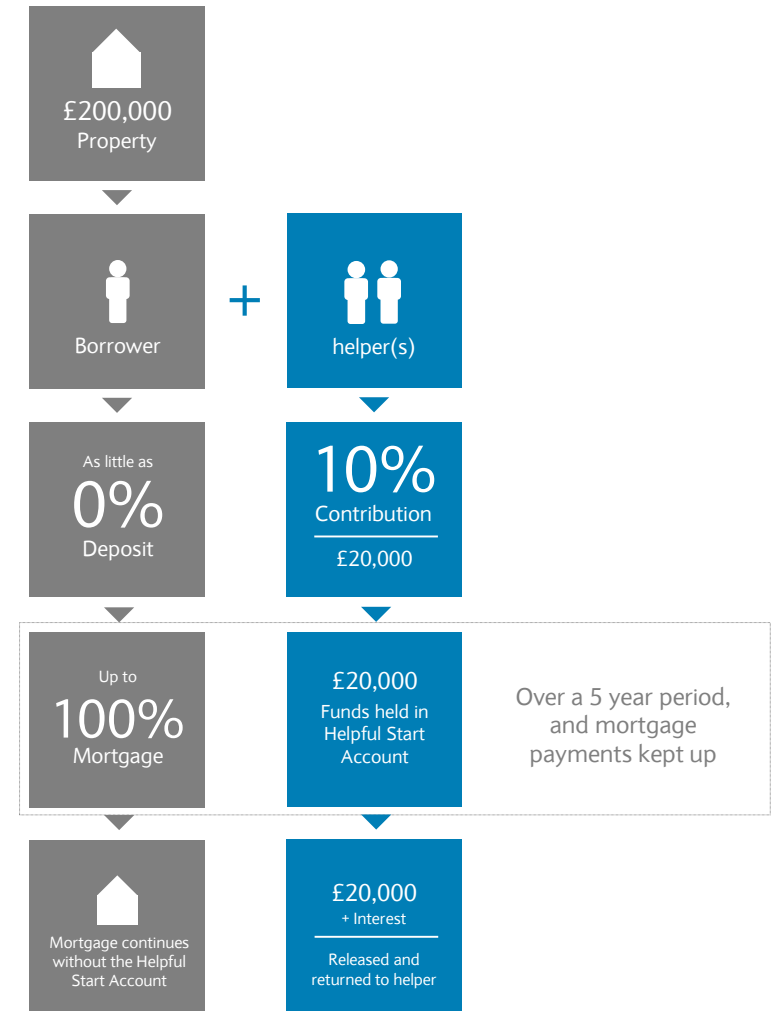 £200,000
Property
Borrower
+
helper(s)
As little as
0%
Deposit
10%
Contribution
£20,000
Up to
100%
Mortgage
£20,000
Funds held in
Helpful Start
Account
Over a 5 year period,
and mortgage
payments kept up
Mortgage continues
without the Helpful
Start Account
£20,000
+ Interest
Released and
returned to helper